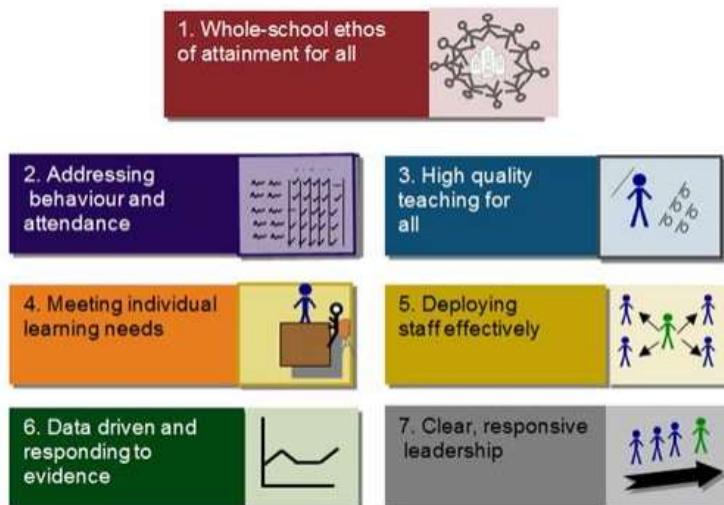 1. Whole-school ethos
of attainment for all
2. Addressing
behaviour and
attendance
3. High quality
teaching for
all
4. Meeting individual
learning needs
5. Deploying
staff effectively
6. Data driven and
responding to
evidence
7. Clear, responsive
leadership